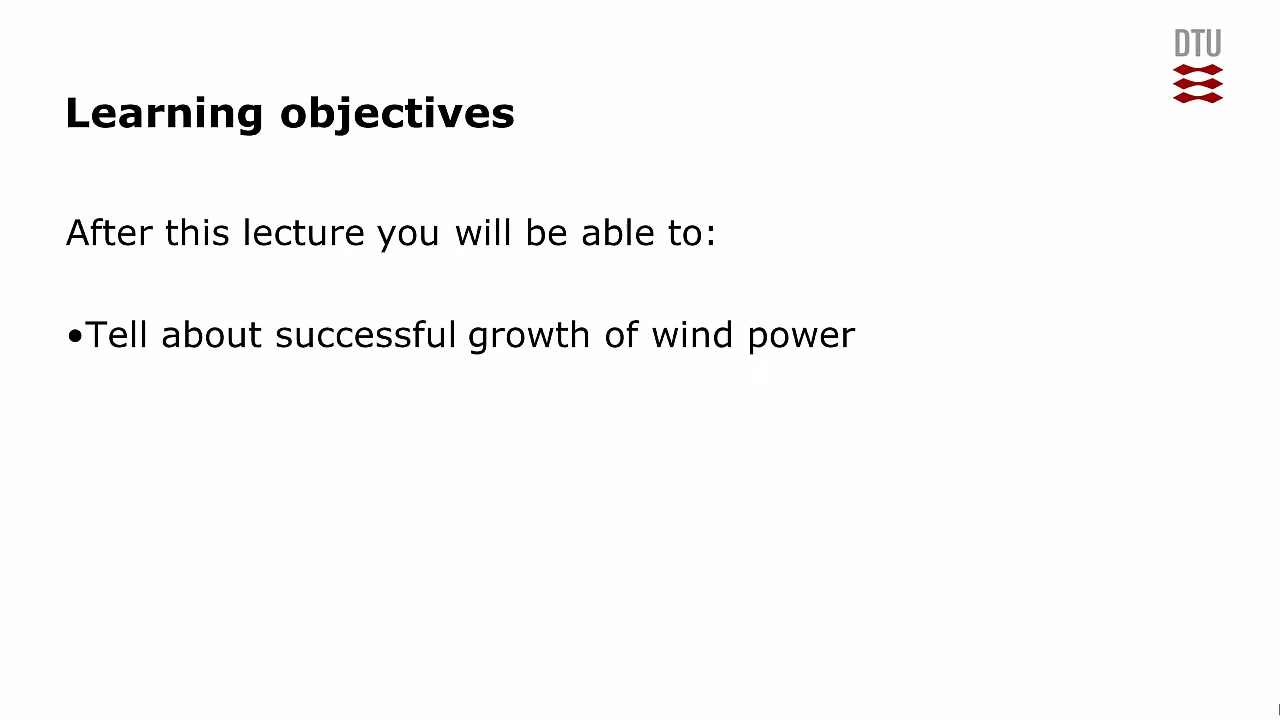 DTU
Learning objectives
After this lecture you will be able to:
•Tell about successful growth of wind power